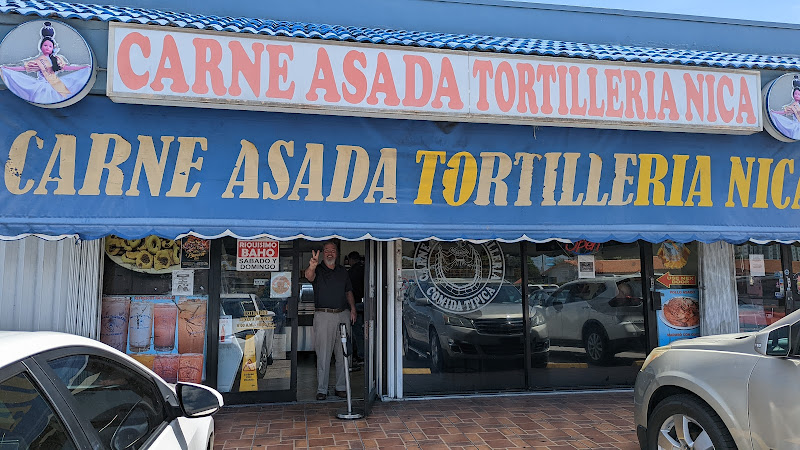 CARNE ASADA TORTILLERIA NICA
CARNE ASADA TORTILLERIA NICA
RIQUISIMO
BAHO
SABADO Y
DOMINGO
COMIDA TIPICA